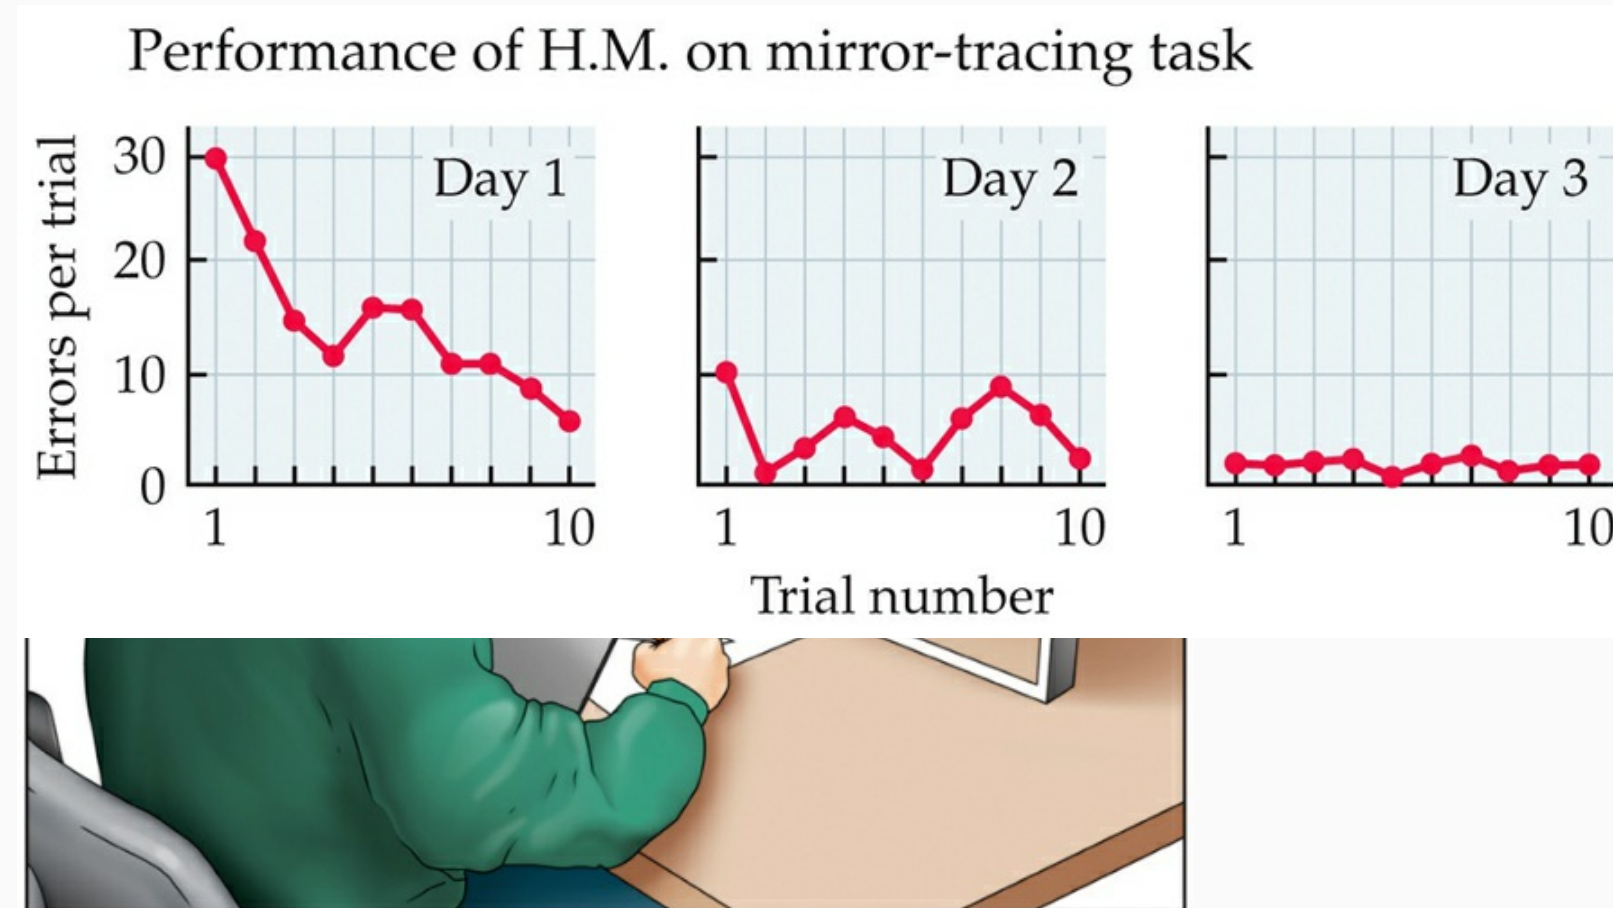 Performance of H.M. on mirror-tracing task
Errors per trial
30
20
10
0
Day 1
1 10
Day 2
1 10
Day 3
1 10
Trial number